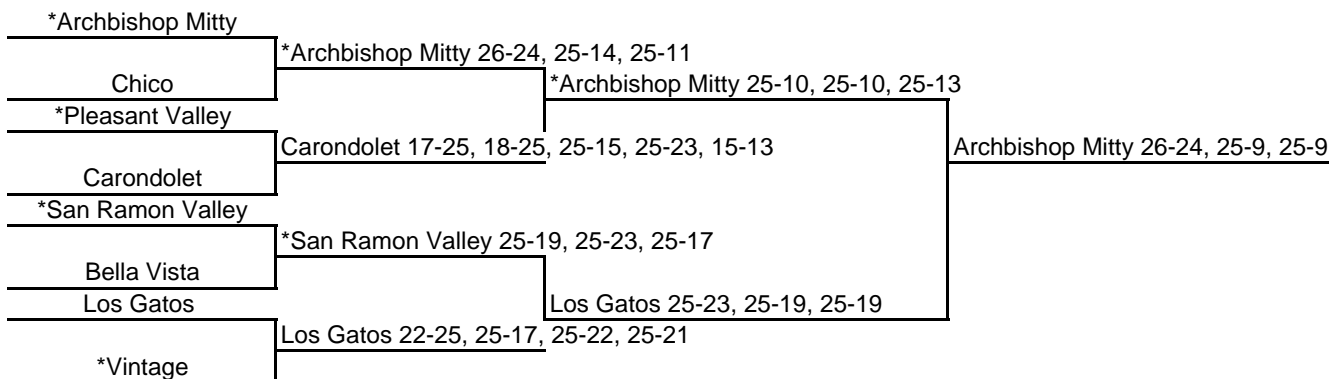 *Archbishop Mitty
*Archbishop Mitty 26-24, 25-14, 25-11
Chico
*Archbishop Mitty 25-10, 25-10, 25-13
*Pleasant Valley
Carondolet 17-25, 18-25, 25-15, 25-23, 15-13
Archbishop Mitty 26-24, 25-9, 25-9
Carondolet
*San Ramon Valley
*San Ramon Valley 25-19, 25-23, 25-17
Bella Vista
Los Gatos
Los Gatos 25-23, 25-19, 25-19
Los Gatos 22-25, 25-17, 25-22, 25-21
*Vintage